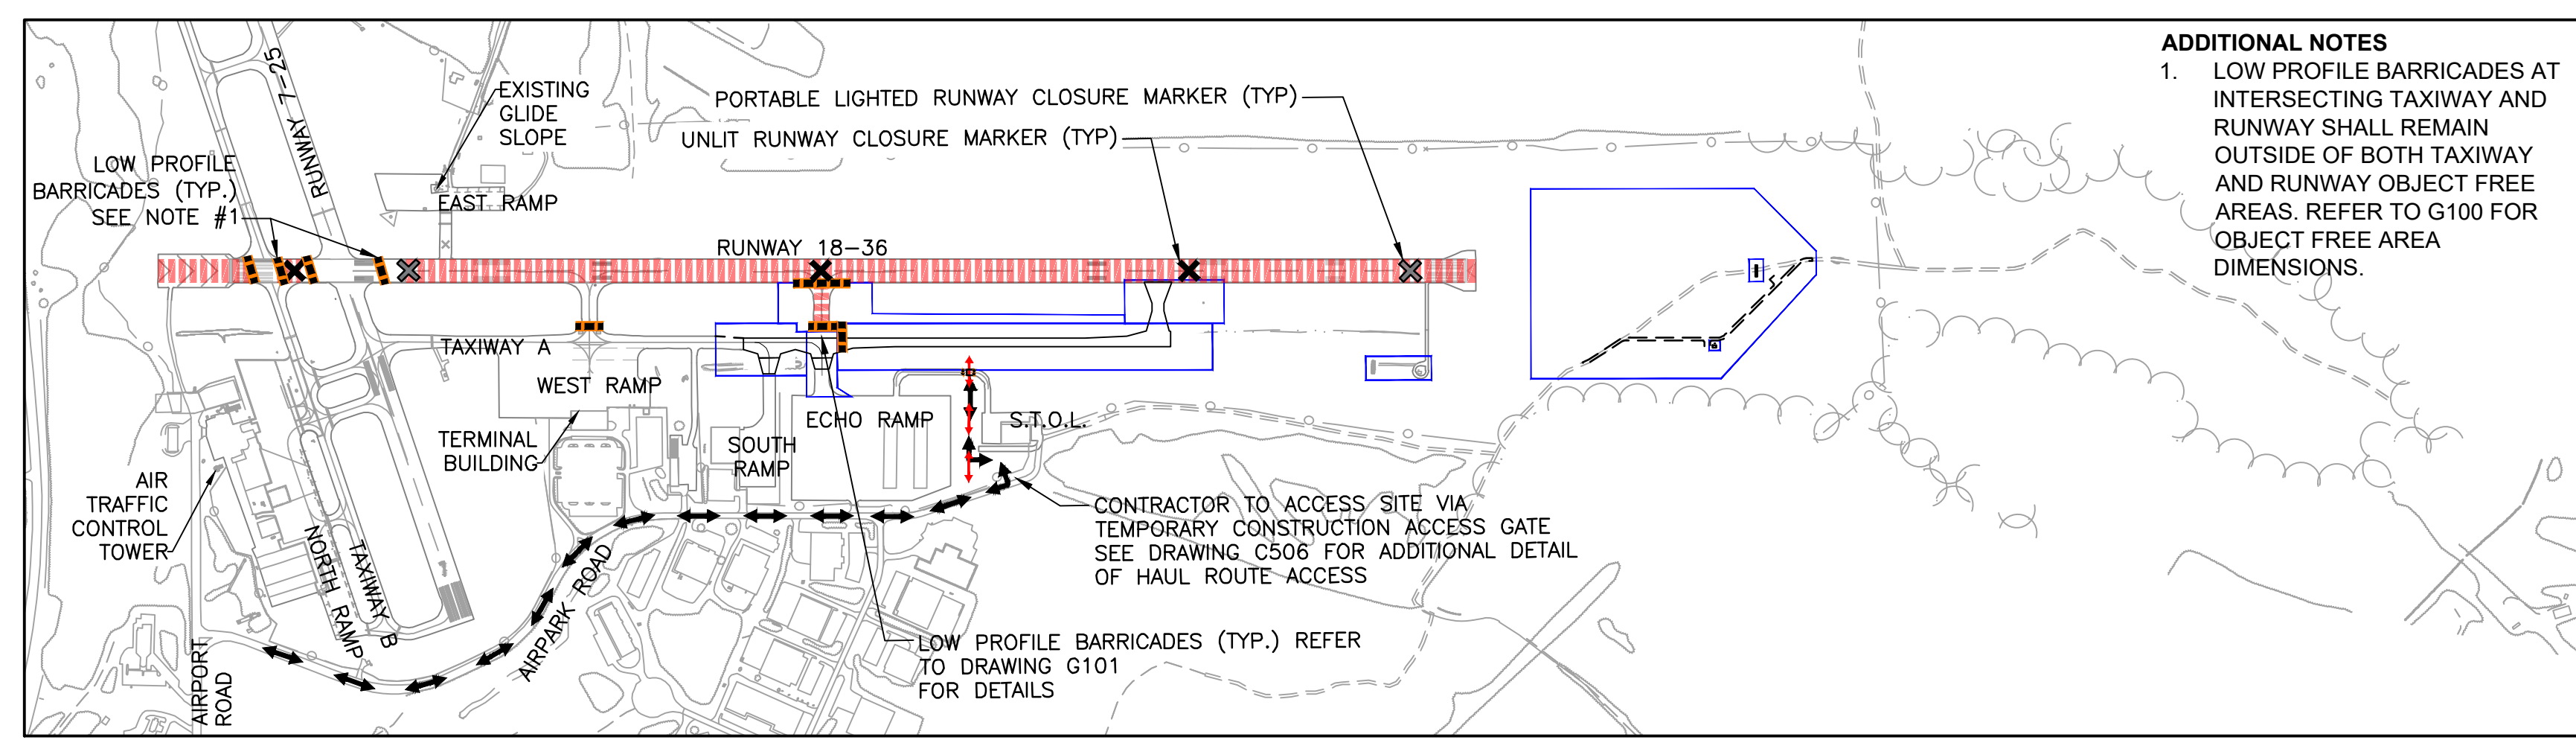 ADDITIONAL NOTES
1. LOW PROFILE BARRICADES AT
INTERSECTING TAXIWAY AND
RUNWAY SHALL REMAIN
OUTSIDE OF BOTH TAXIWAY
AND RUNWAY OBJECT FREE
AREAS. REFER TO G100 FOR
OBJECT FREE AREA
DIMENSIONS.
RUNWAY 7-25
EXISTING
GLIDE
SLOPE
PORTABLE LIGHTED RUNWAY CLOSURE MARKER (TYP)
UNLIT RUNWAY CLOSURE MARKER (TYP)
LOW PROFILE
BARRICADES (TYP.)
SEE NOTE #1
EAST RAMP
RUNWAY 18-36
TAXIWAY A
WEST RAMP
TERMINAL
BUILDING
SOUTH
RAMP
ECHO RAMP
S.T.O.L.
AIR
TRAFFIC
CONTROL
TOWER
NORTH RAMP
TAXIWAY B
AIRPORT
ROAD
AIRPARK ROAD
CONTRACTOR TO ACCESS SITE VIA
TEMPORARY CONSTRUCTION ACCESS GATE
SEE DRAWING C506 FOR ADDITIONAL DETAIL
OF HAUL ROUTE ACCESS
LOW PROFILE BARRICADES (TYP.) REFER
TO DRAWING G101
FOR DETAILS